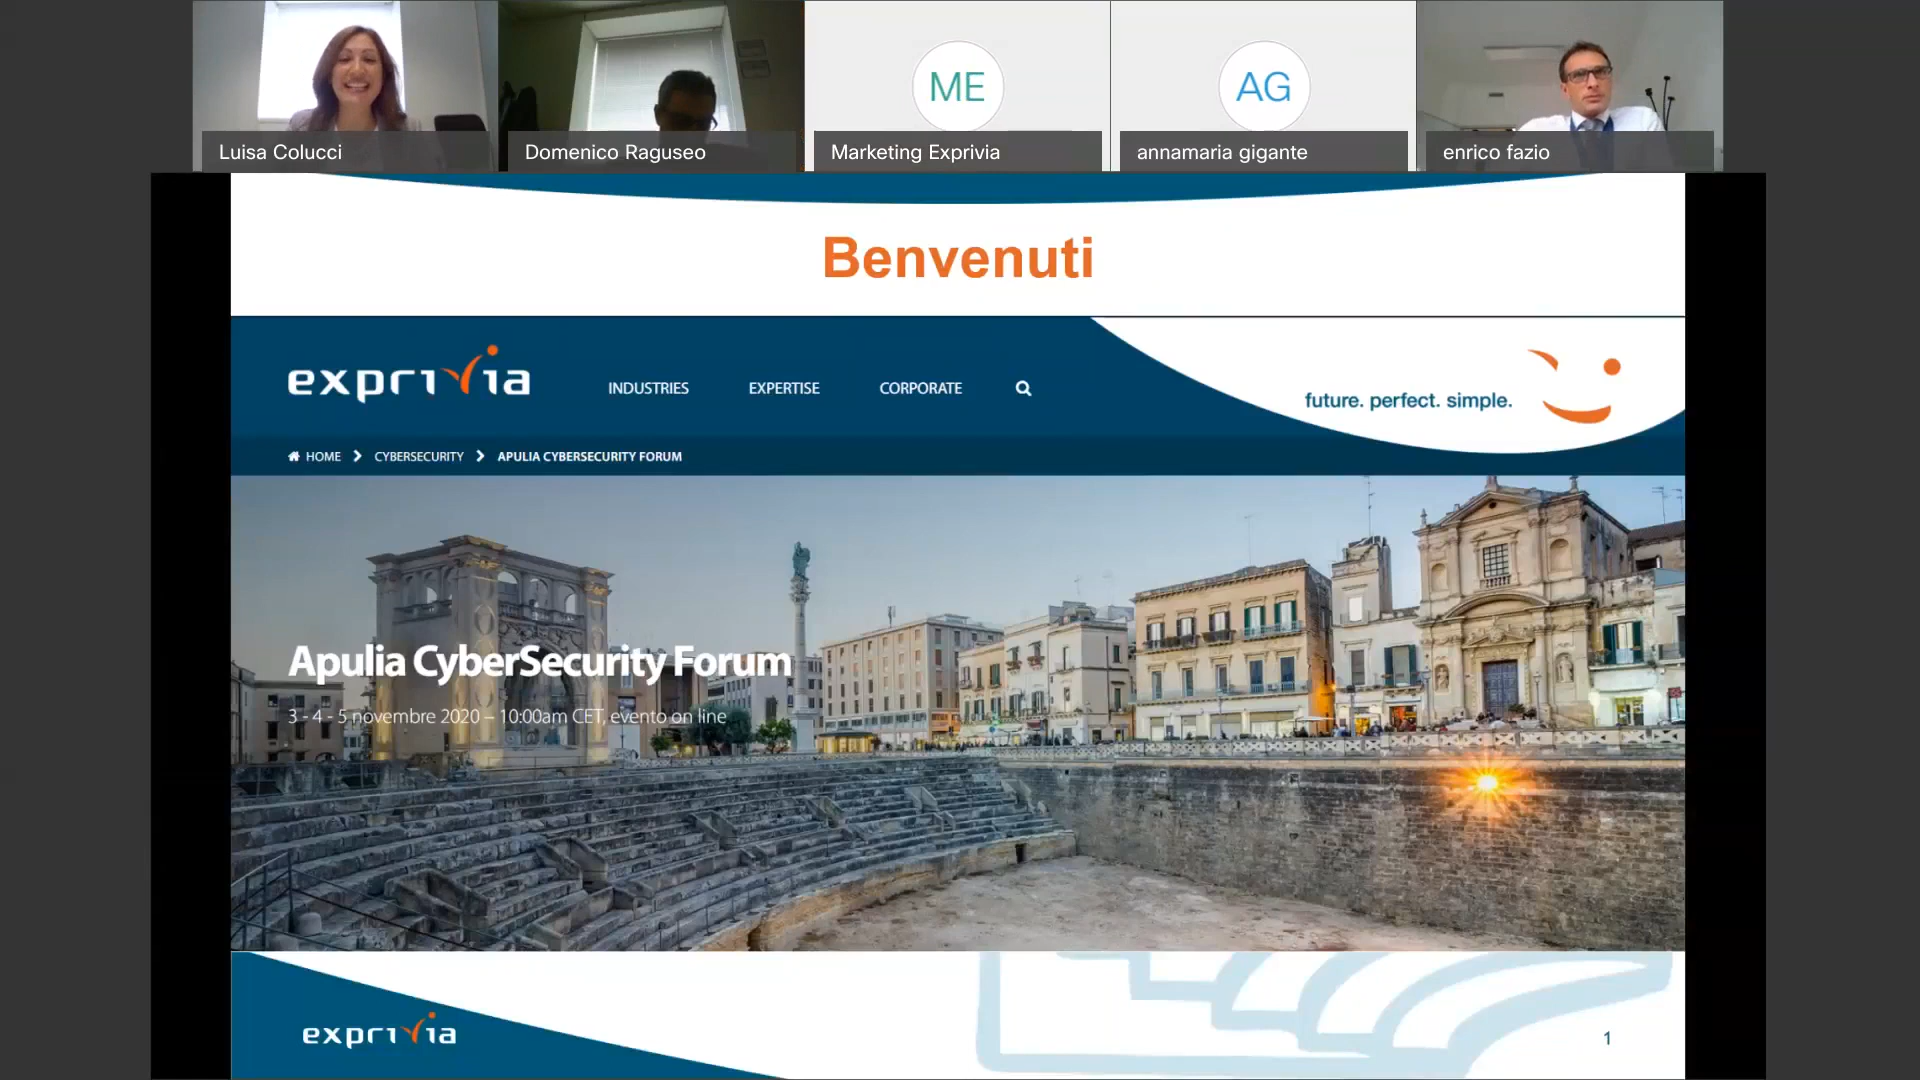 ME
AG
Luisa Colucci
Domenico Raguseo
Marketing Exprivia
annamaria gigante
enrico fazio
Benvenuti
exprivia
INDUSTRIES
EXPERTISE
CORPORATE
future. perfect. simple.
HOME
CYBERSECURITY
APULIA CYBERSECURITY FORUM
Apulia CyberSecurity Forum
3 - 4 - 5 novembre 2020 – 10:00am CET, evento on line
exprivia
1